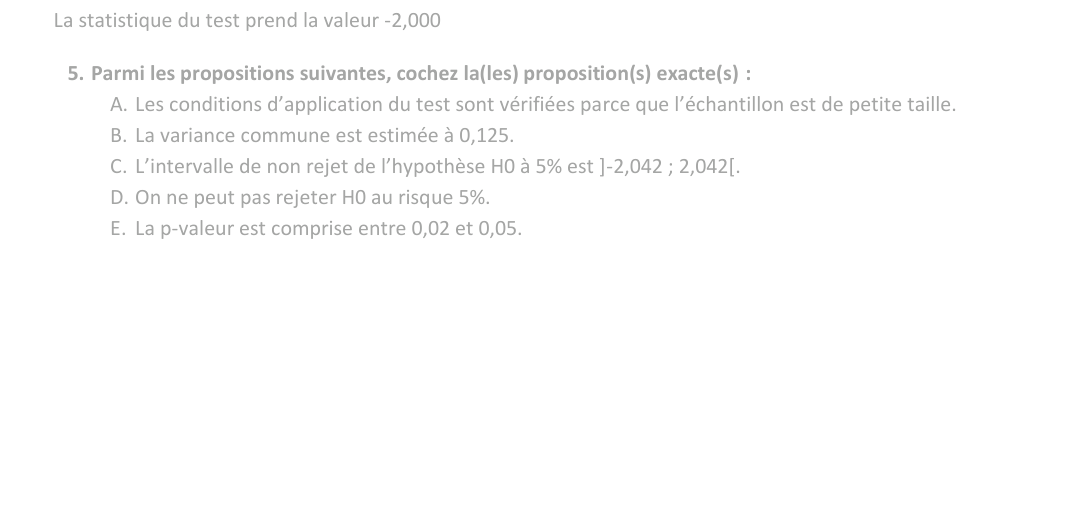 La statistique du test prend la valeur -2,000
5. Parmi les propositions suivantes, cochez la(les) proposition(s) exacte(s) :
A. Les conditions d’application du test sont vérifiées parce que l’échantillon est de petite taille.
B. La variance commune est estimée à 0,125.
C. L’intervalle de non rejet de l’hypothèse H0 à 5% est ]-2,042 ; 2,042[.
D. On ne peut pas rejeter H0 au risque 5%.
E. La p-valeur est comprise entre 0,02 et 0,05.